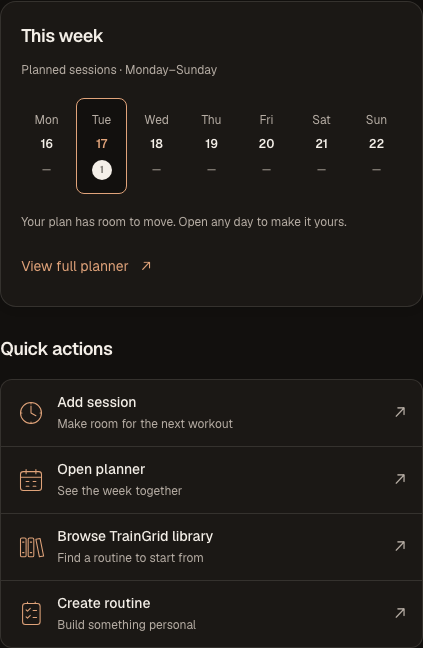 This week
Planned sessions · Monday–Sunday
Mon Tue Wed Thu Fri Sat Sun
16 17 18 19 20 21 22
– 1 – – – – –
Your plan has room to move. Open any day to make it yours.
View full planner
Quick actions
Add session
Make room for the next workout
Open planner
See the week together
Browse TrainGrid library
Find a routine to start from
Create routine
Build something personal